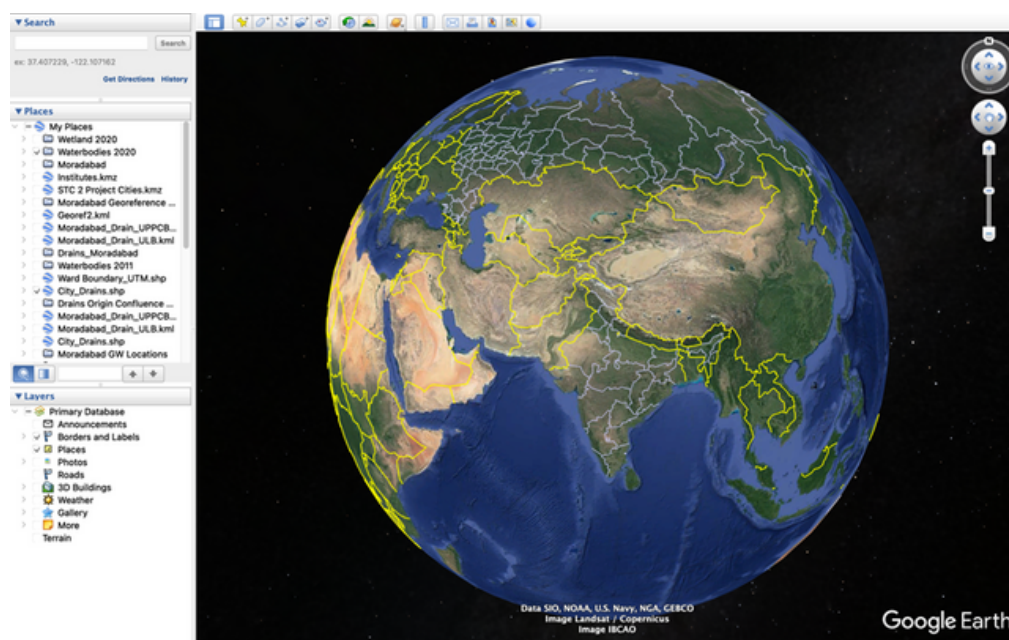 Search
Search
ex: 37.407229, -122.107162
Get Directions History
Places
My Places
Wetland 2020
Waterbodies 2020
Moradabad
Institutes.kmz
STC 2 Project Cities.kmz
Moradabad Georeference ...
Georef2.kml
Moradabad_Drain_UPPCB...
Moradabad_Drain_ULB.kml
Drains_Moradabad
Waterbodies 2011
Ward Boundary_UTM.shp
City_Drains.shp
Drains Origin Confluence ...
Moradabad_Drain_UPPCB...
Moradabad_Drain_ULB.kml
City_Drains.shp
Moradabad GW Locations
Layers
Primary Database
Announcements
Borders and Labels
Places
Photos
Roads
3D Buildings
Weather
Gallery
More
Terrain
N
Data SIO, NOAA, U.S. Navy, NGA, GEBCO
Image Landsat / Copernicus
Image IBCAO
Google Earth